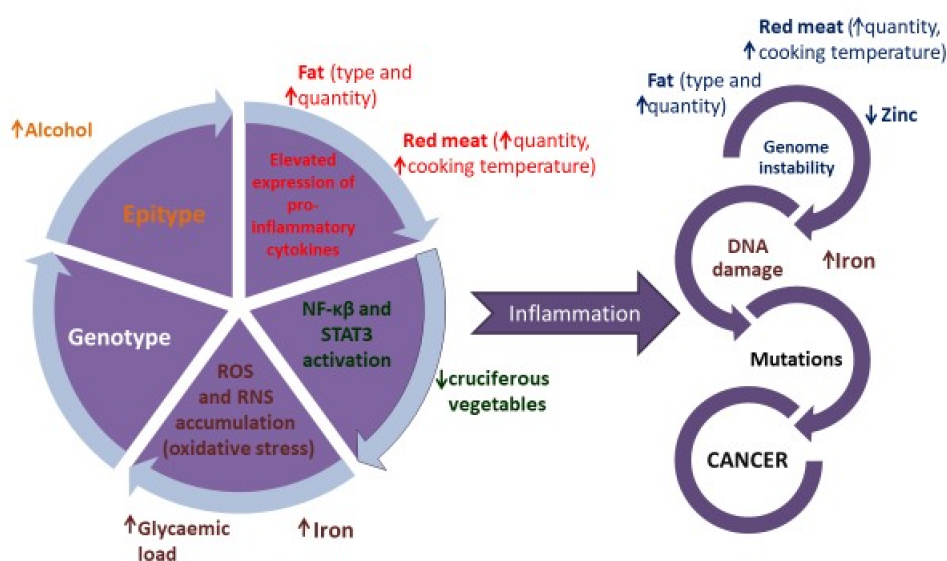 Fat (type and
↑quantity)
↑Alcohol
Red meat (↑quantity,
↑cooking temperature)
Elevated
expression of
pro-
Inflammatory
cytokines
Epitype
Genotype
NF-κβ and
STAT3
activation
ROS
and RNS
accumulation
(oxidative stress)
↓cruciferous
vegetables
↑Glycaemic
load
↑Iron
Inflammation
Red meat (↑quantity,
↑cooking temperature)
Fat (type and
↑quantity)
↓Zinc
Genome
instability
DNA
damage
↑Iron
Mutations
CANCER